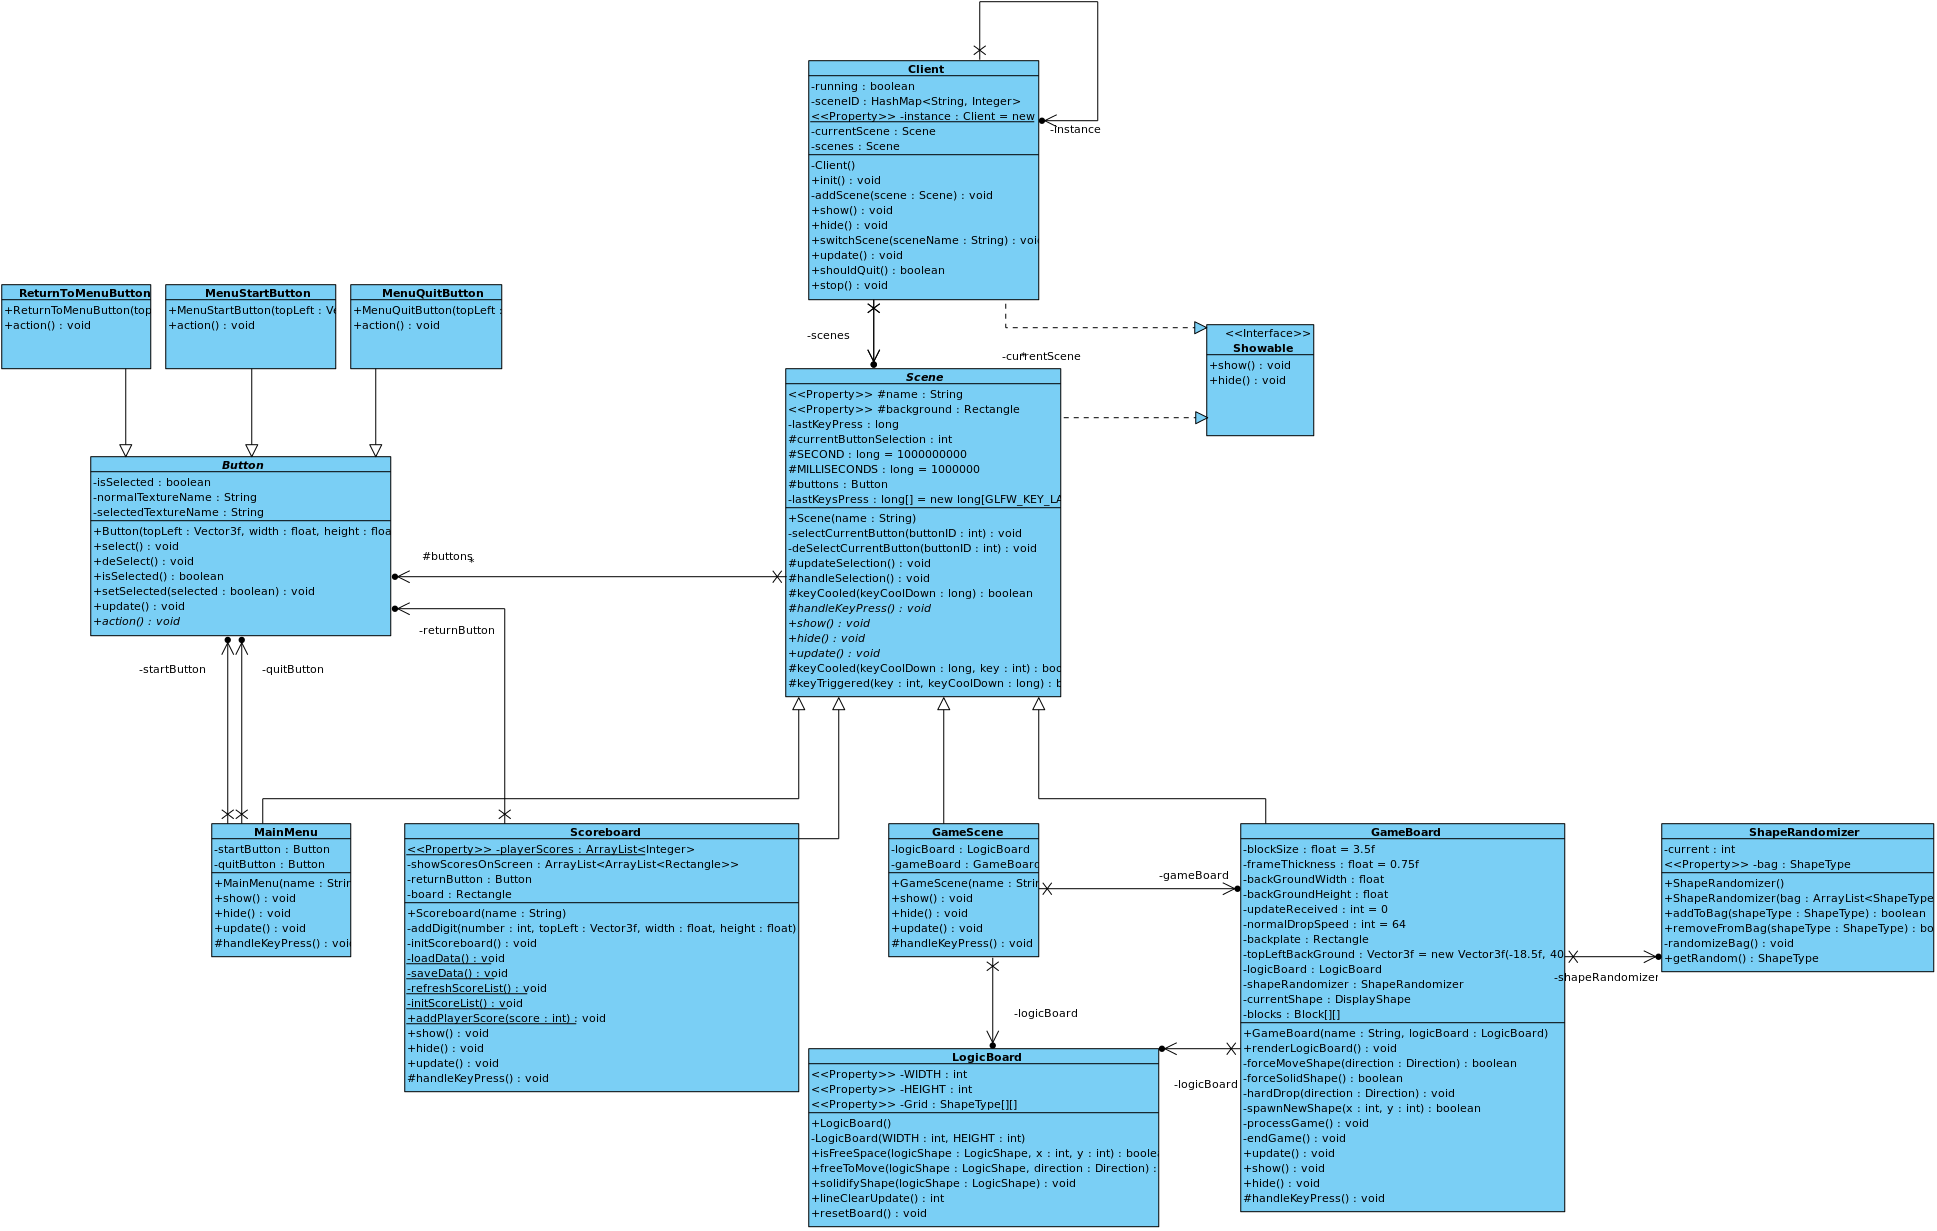 Client
-running : boolean
-sceneID : HashMap<String, Integer>
<<Property>> -instance : Client = new
-currentScene : Scene
-scenes : Scene
-Client()
+init() : void
-addScene(scene : Scene) : void
+show() : void
+hide() : void
+switchScene(sceneName : String) : void
+update() : void
+shouldQuit() : boolean
+stop() : void
-instance
-scenes
-currentScene
*
<<Interface>>
Showable
+show() : void
+hide() : void
ReturnToMenuButton
+ReturnToMenuButton(top
+action() : void
MenuStartButton
+MenuStartButton(topLeft : Ve
+action() : void
MenuQuitButton
+MenuQuitButton(topLeft :
+action() : void
Button
-isSelected : boolean
-normalTextureName : String
-selectedTextureName : String
+Button(topLeft : Vector3f, width : float, height : floa
+select() : void
+deSelect() : void
+isSelected() : boolean
+setSelected(selected : boolean) : void
+update() : void
+action() : void
#buttons
*
-returnButton
-startButton
-quitButton
Scene
<<Property>> #name : String
<<Property>> #background : Rectangle
-lastKeyPress : long
#currentButtonSelection : int
#SECOND : long = 1000000000
#MILLISECONDS : long = 1000000
#buttons : Button
-lastKeysPress : long[] = new long[GLFW_KEY_LA
+Scene(name : String)
-selectCurrentButton(buttonID : int) : void
-deSelectCurrentButton(buttonID : int) : void
#updateSelection() : void
#handleSelection() : void
#keyCooled(keyCoolDown : long) : boolean
#handleKeyPress() : void
+show() : void
+hide() : void
+update() : void
#keyCooled(keyCoolDown : long, key : int) : boo
#keyTriggered(key : int, keyCoolDown : long) : b
MainMenu
-startButton : Button
-quitButton : Button
+MainMenu(name : Strin
+show() : void
+hide() : void
+update() : void
#handleKeyPress() : void
Scoreboard
<<Property>> -playerScores : ArrayList<Integer>
-showScoresOnScreen : ArrayList<ArrayList<Rectangle>>
-returnButton : Button
-board : Rectangle
+Scoreboard(name : String)
-addDigit(number : int, topLeft : Vector3f, width : float, height : float)
-initScoreboard() : void
-loadData() : void
-saveData() : void
-refreshScoreList() : void
-initScoreList() : void
+addPlayerScore(score : int) : void
+show() : void
+hide() : void
+update() : void
#handleKeyPress() : void
GameScene
-logicBoard : LogicBoard
-gameBoard : GameBoard
+GameScene(name : Strin
+show() : void
+hide() : void
+update() : void
#handleKeyPress() : void
-gameBoard
-logicBoard
LogicBoard
<<Property>> -WIDTH : int
<<Property>> -HEIGHT : int
<<Property>> -Grid : ShapeType[][]
+LogicBoard()
-LogicBoard(WIDTH : int, HEIGHT : int)
+isFreeSpace(logicShape : LogicShape, x : int, y : int) : boolea
+freeToMove(logicShape : LogicShape, direction : Direction) :
+solidifyShape(logicShape : LogicShape) : void
+lineClearUpdate() : int
+resetBoard() : void
-logicBoard
GameBoard
-blockSize : float = 3.5f
-frameThickness : float = 0.75f
-backGroundWidth : float
-backGroundHeight : float
-updateReceived : int = 0
-normalDropSpeed : int = 64
-backplate : Rectangle
-topLeftBackGround : Vector3f = new Vector3f(-18.5f, 40
-logicBoard : LogicBoard
-shapeRandomizer : ShapeRandomizer
-currentShape : DisplayShape
-blocks : Block[][]
+GameBoard(name : String, logicBoard : LogicBoard)
+renderLogicBoard() : void
-forceMoveShape(direction : Direction) : boolean
-forceSolidShape() : boolean
-hardDrop(direction : Direction) : void
-spawnNewShape(x : int, y : int) : boolean
-processGame() : void
-endGame() : void
+update() : void
+show() : void
+hide() : void
#handleKeyPress() : void
-shapeRandomizer
ShapeRandomizer
-current : int
<<Property>> -bag : ShapeType
+ShapeRandomizer()
+ShapeRandomizer(bag : ArrayList<ShapeType
+addToBag(shapeType : ShapeType) : boolean
+removeFromBag(shapeType : ShapeType) : bo
-randomizeBag() : void
+getRandom() : ShapeType